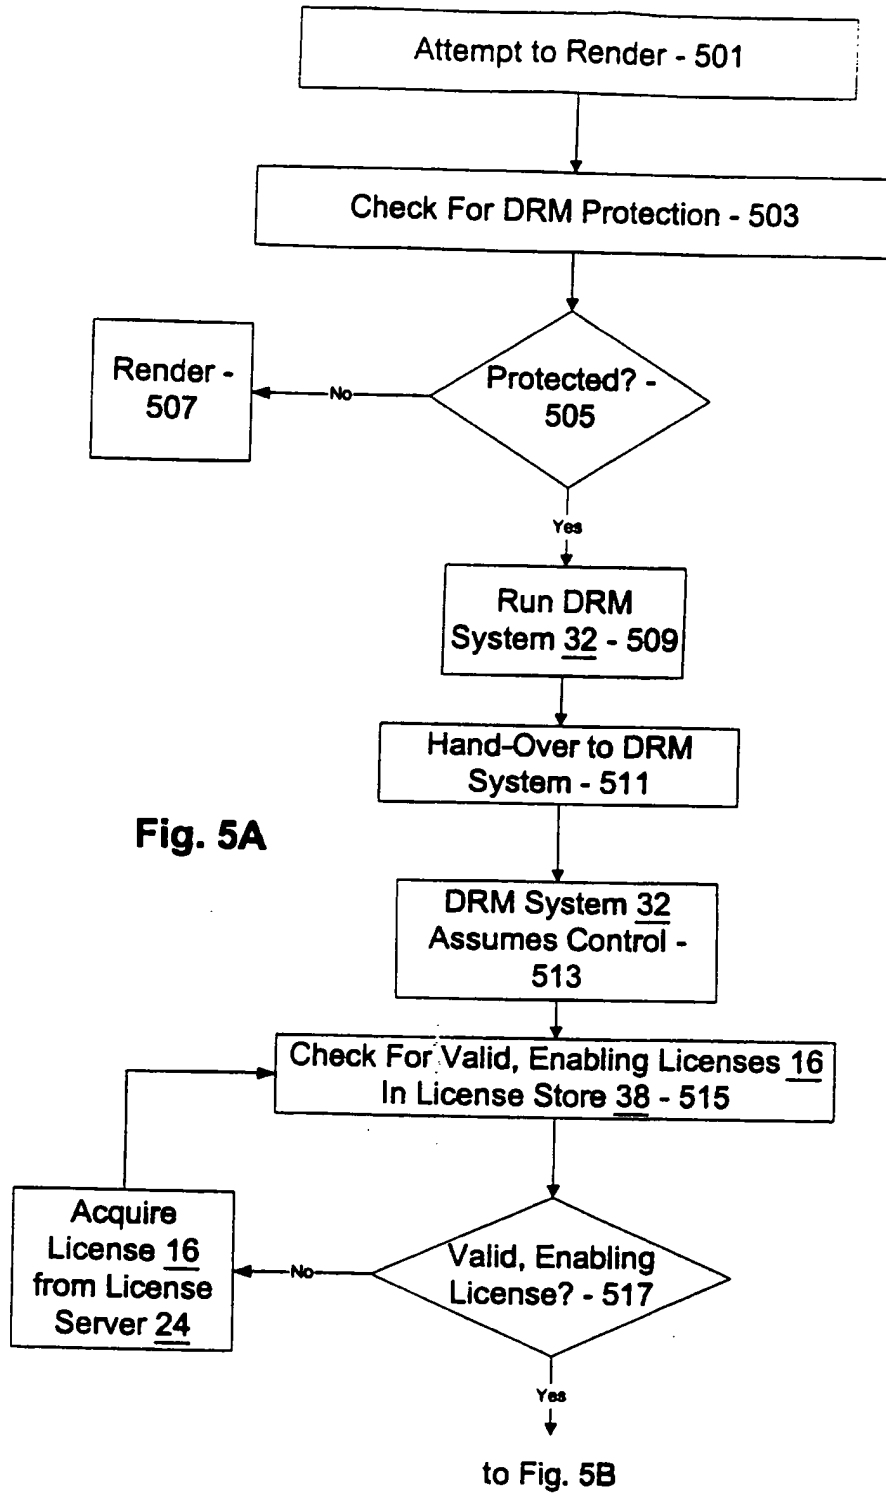 Attempt to Render - 501
Check For DRM Protection - 503
Protected? -
505
No
Render -
507
Yes
Run DRM
System 32 - 509
Hand-Over to DRM
System - 511
Fig. 5A
DRM System 32
Assumes Control -
513
Check For Valid, Enabling Licenses 16
In License Store 38 - 515
Valid, Enabling
License? - 517
No
Acquire
License 16
from License
Server 24
Yes
to Fig. 5B